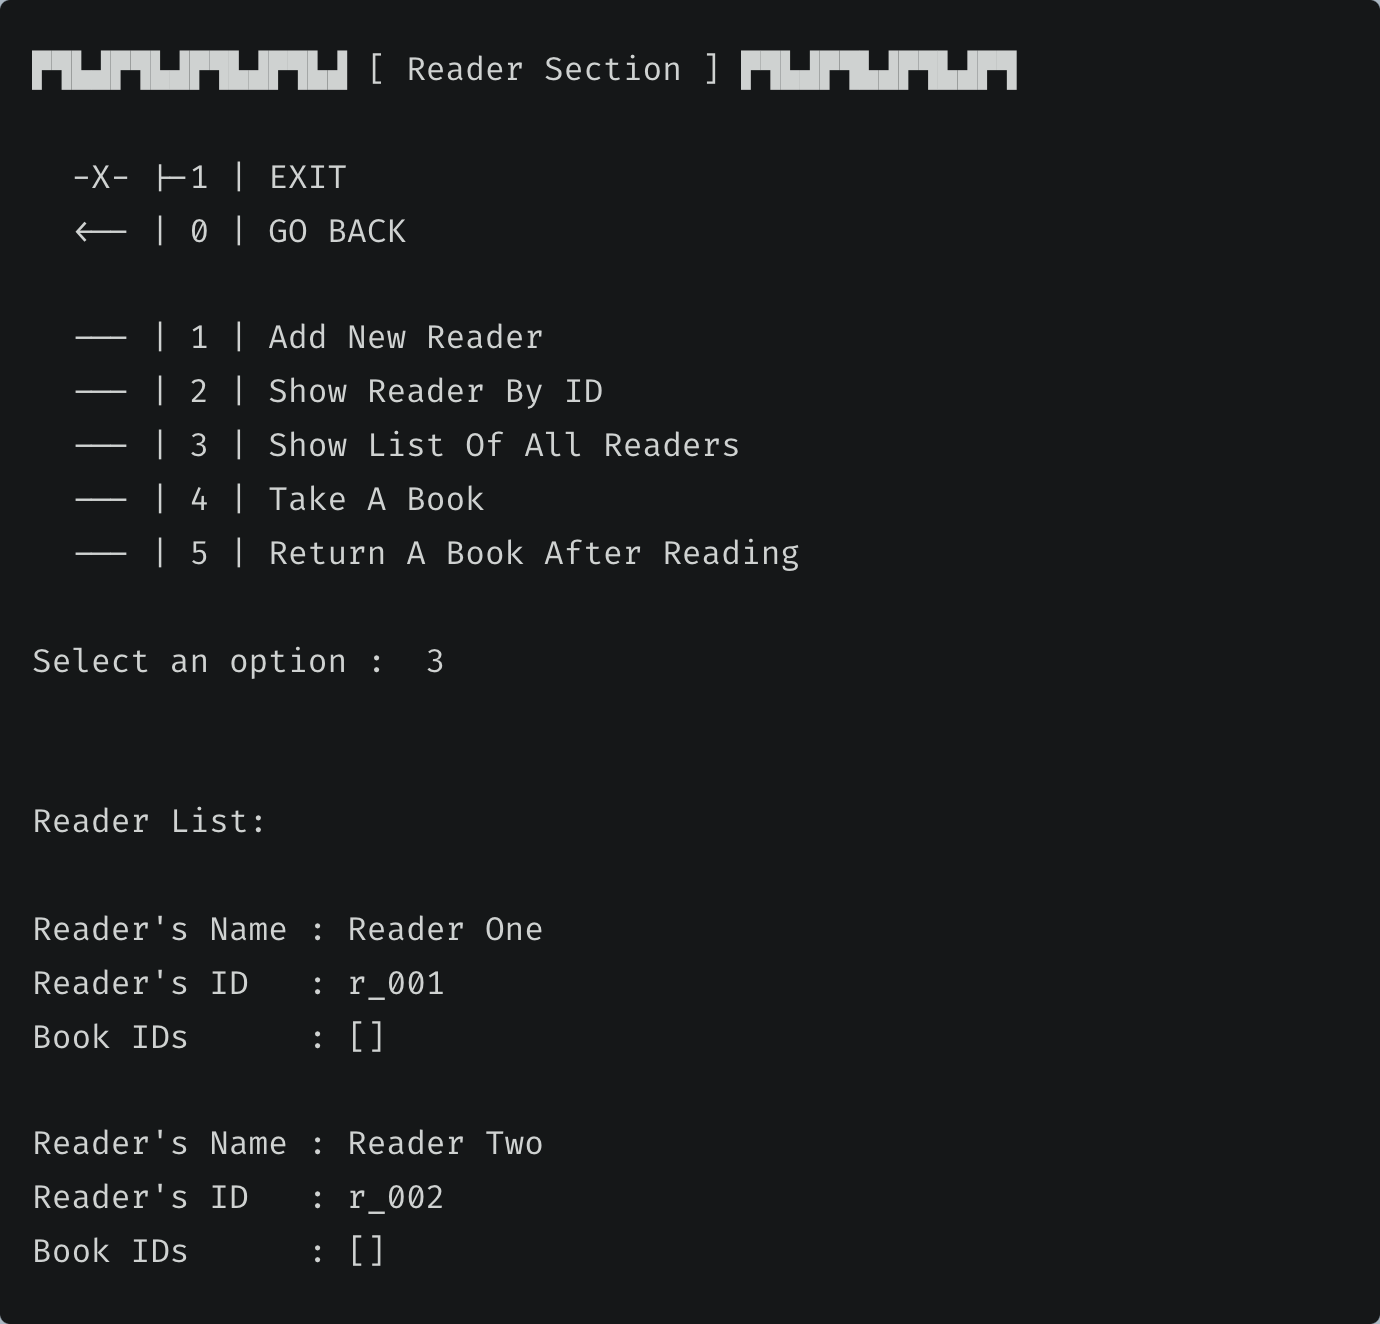 [ Reader Section ]
-X- |-1 | EXIT
<-- | 0 | GO BACK
--- | 1 | Add New Reader
--- | 2 | Show Reader By ID
--- | 3 | Show List Of All Readers
--- | 4 | Take A Book
--- | 5 | Return A Book After Reading
Select an option :  3
Reader List:
Reader's Name : Reader One
Reader's ID   : r_001
Book IDs      : []
Reader's Name : Reader Two
Reader's ID   : r_002
Book IDs      : []